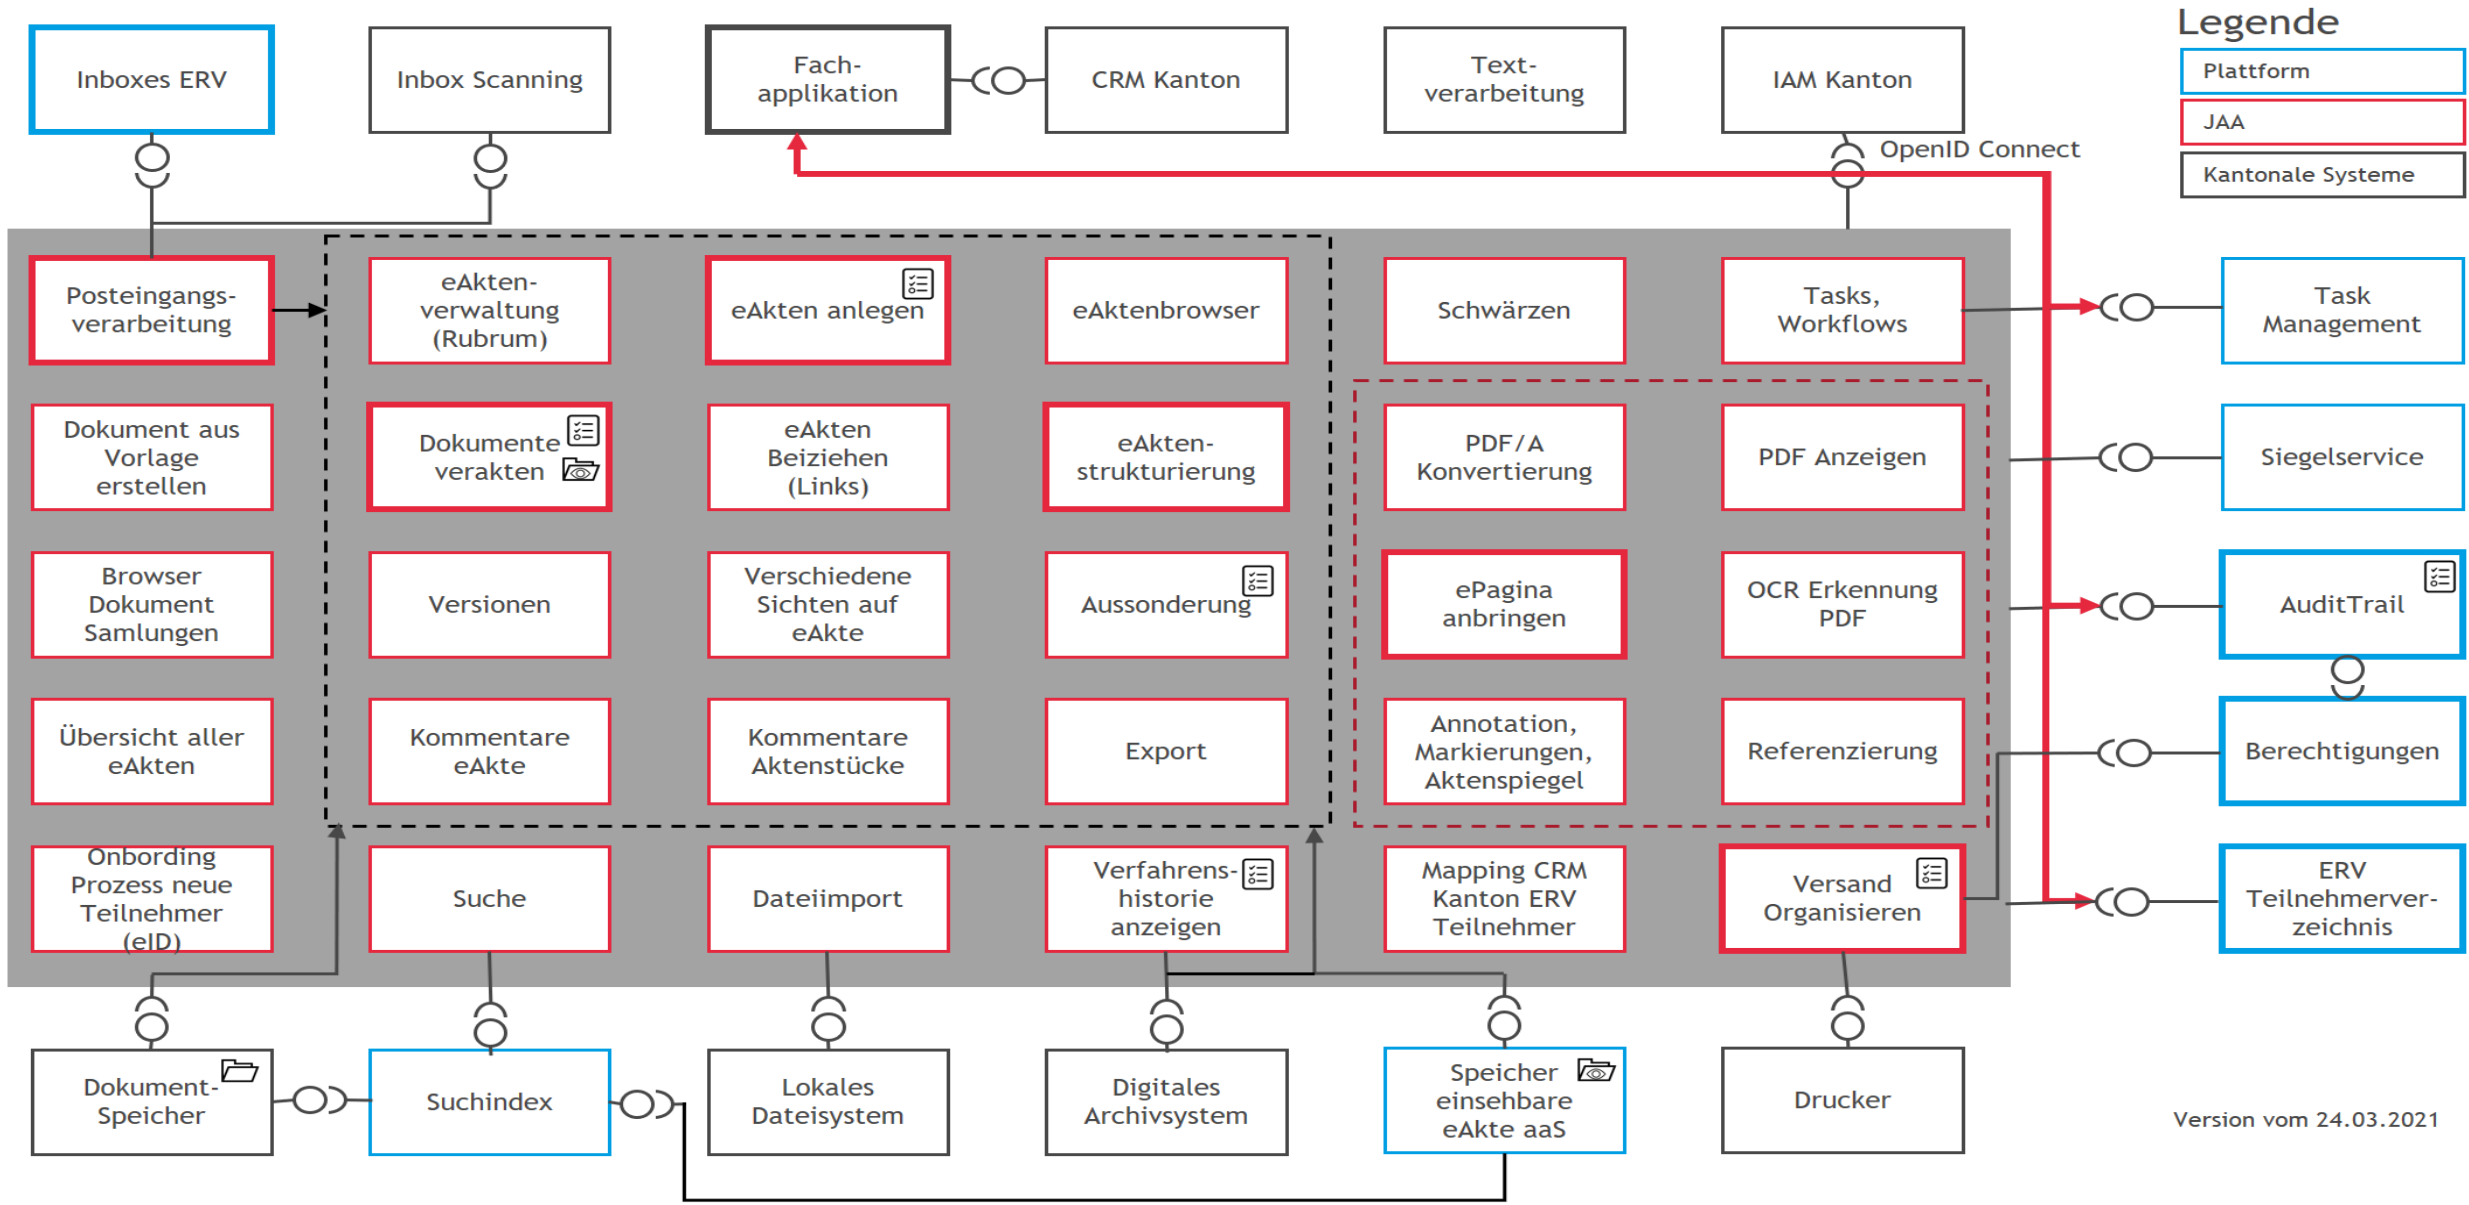 Inboxes ERV
Inbox Scanning
Fach-
applikation
CRM Kanton
Text-
verarbeitung
IAM Kanton
OpenID Connect
Legende
Plattform
JAA
Kantonale Systeme
Posteingangs-
verarbeitung
eAkten-
verwaltung
(Rubrum)
eAkten anlegen
eAktenbrowser
Schwärzen
Tasks,
Workflows
Task
Management
Dokument aus
Vorlage
erstellen
Dokumente
verakten
eAkten
Beiziehen
(Links)
eAkten-
strukturierung
PDF/A
Konvertierung
PDF Anzeigen
Siegelservice
Browser
Dokument
Samlungen
Versionen
Verschiedene
Sichten auf
eAkte
Aussonderung
ePagina
anbringen
OCR Erkennung
PDF
AuditTrail
Übersicht aller
eAkten
Kommentare
eAkte
Kommentare
Aktenstücke
Export
Annotation,
Markierungen,
Aktenspiegel
Referenzierung
Berechtigungen
Onbording
Prozess neue
Teilnehmer
(eID)
Suche
Dateiimport
Verfahrens-
historie
anzeigen
Mapping CRM
Kanton ERV
Teilnehmer
Versand
Organisieren
ERV
Teilnehmerver-
zeichnis
Dokument-
Speicher
Suchindex
Lokales
Dateisystem
Digitales
Archivsystem
Speicher
einsehbare
eAkte aaS
Drucker
Version vom 24.03.2021